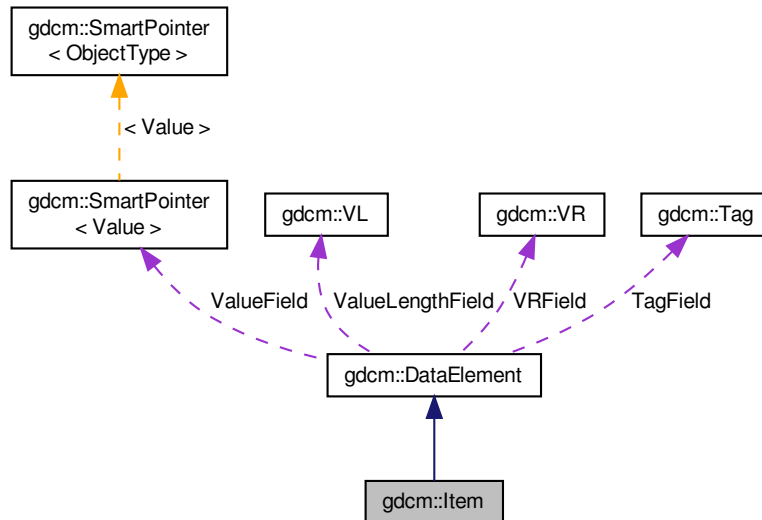 gdcm::SmartPointer
< ObjectType >
< Value >
gdcm::SmartPointer
< Value >
gdcm::VL
gdcm::VR
gdcm::Tag
ValueField
ValueLengthField
VRField
TagField
gdcm::DataElement
gdcm::Item